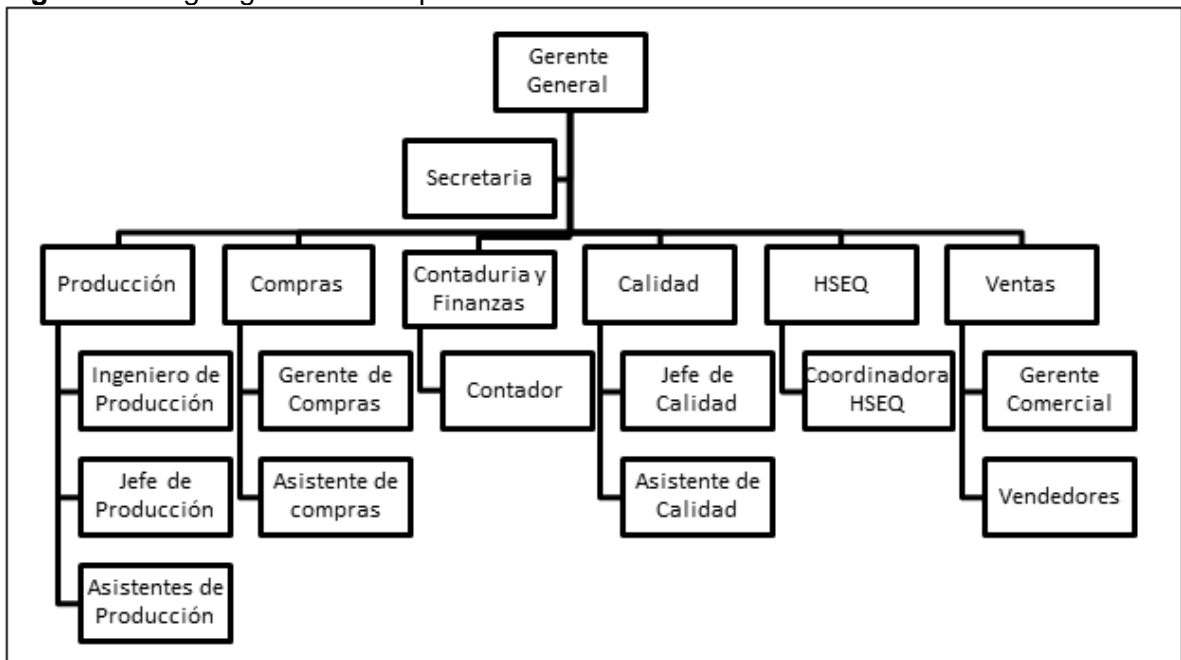 Gerente
General
Secretaria
Producción
Compras
Contaduria y
Finanzas
Calidad
HSEQ
Ventas
Ingeniero de
Producción
Gerente de
Compras
Contador
Jefe de
Calidad
Coordinadora
HSEQ
Gerente
Comercial
Jefe de
Producción
Asistente de
compras
Asistente de
Calidad
Vendedores
Asistentes de
Producción